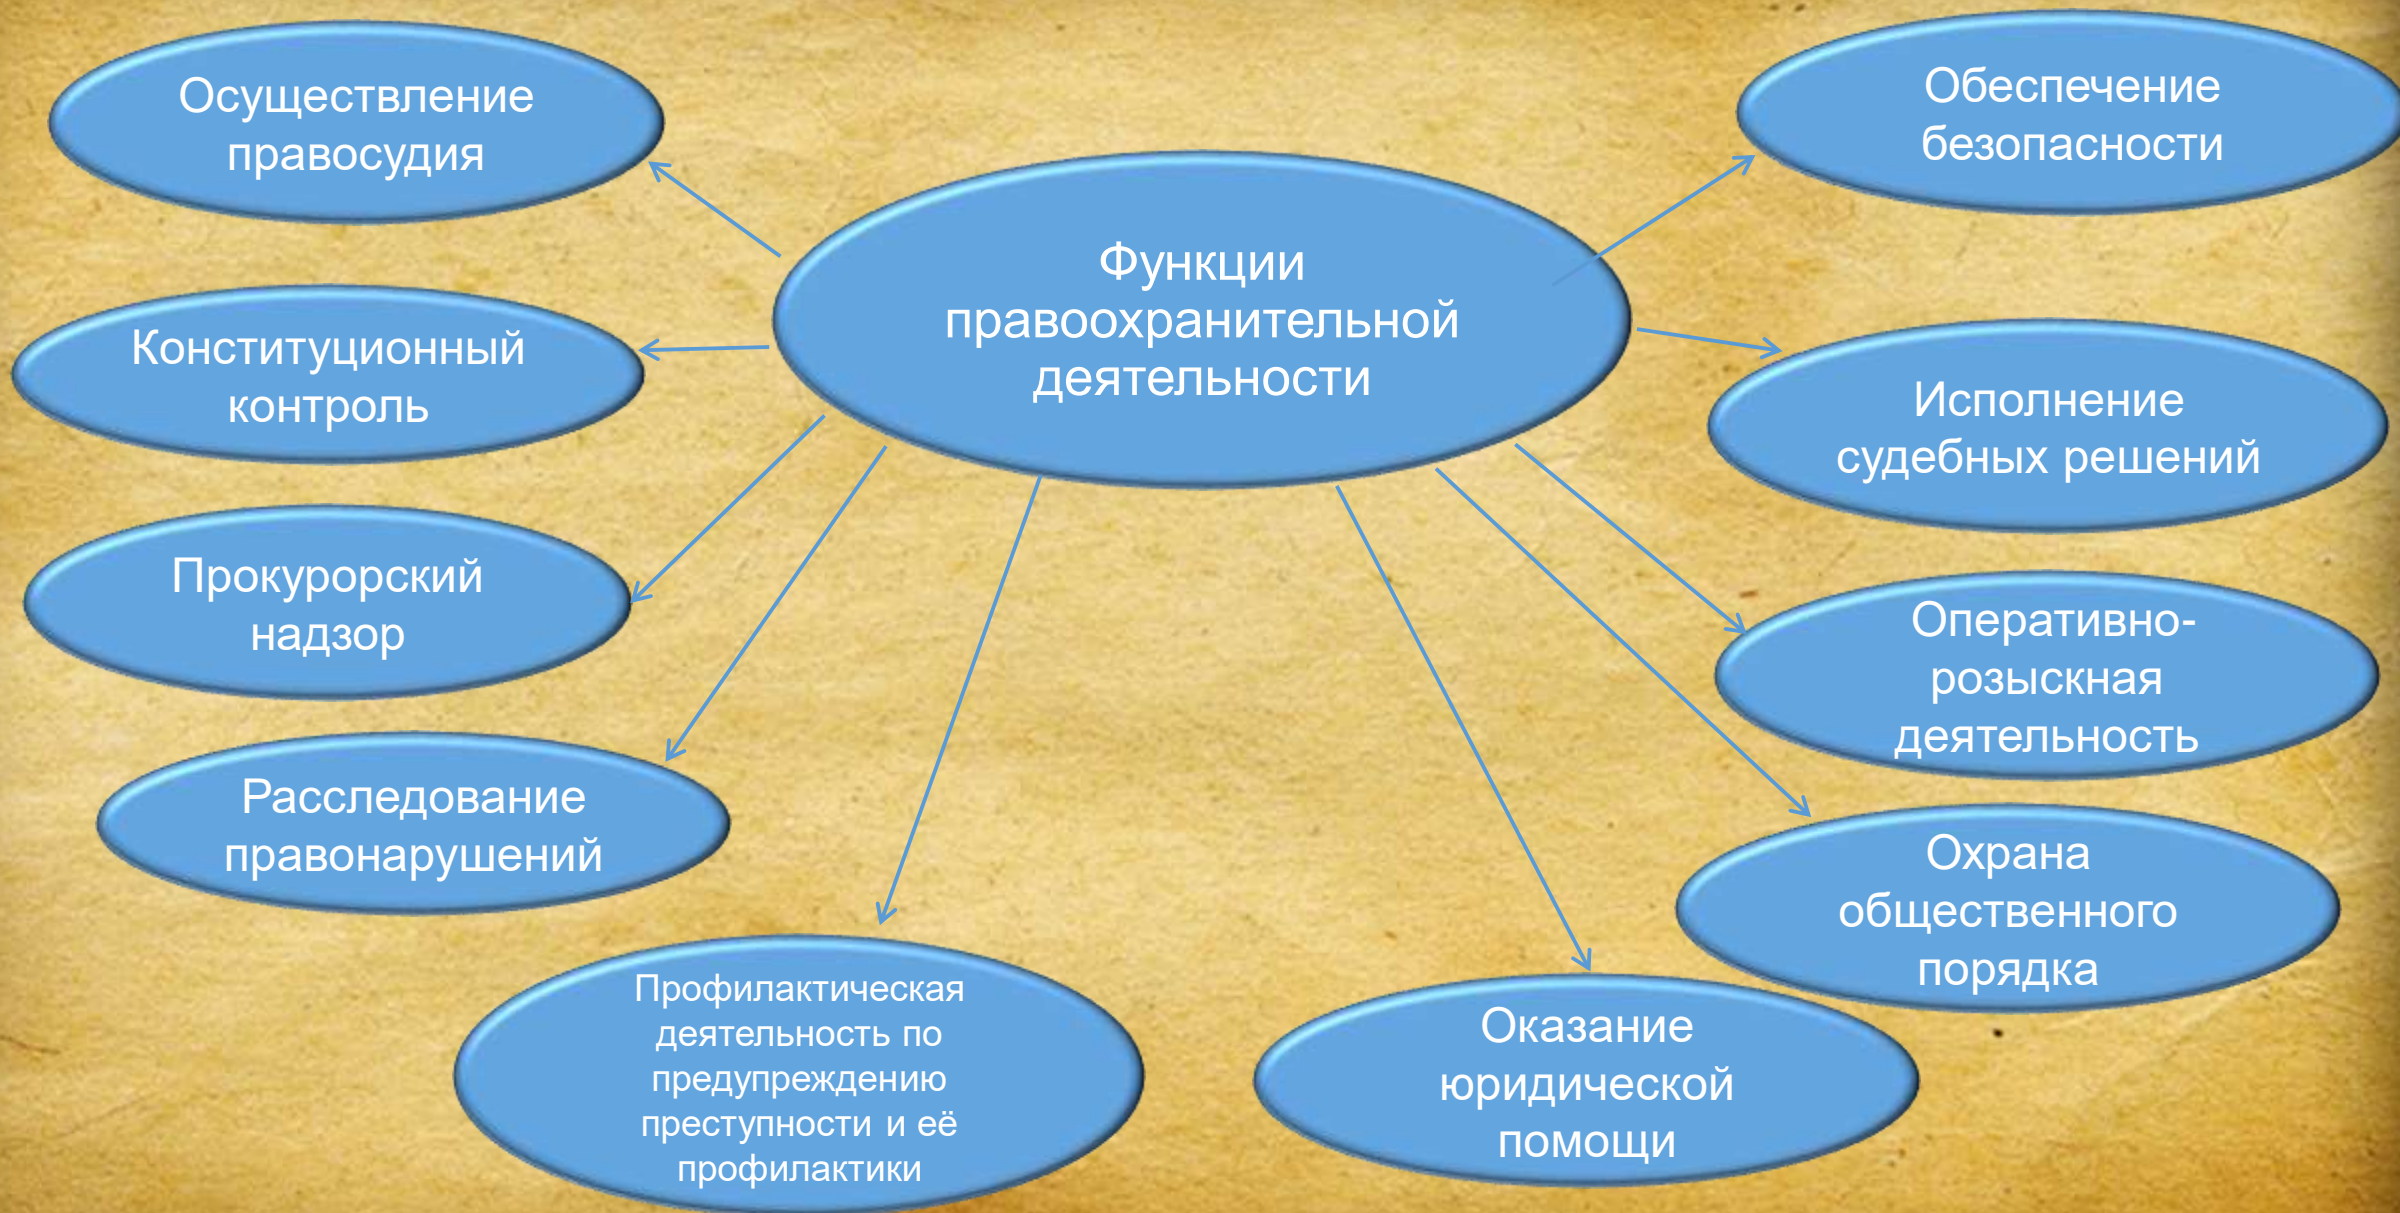 Функции
правоохранительной
деятельности
Осуществление
правосудия
Конституционный
контроль
Прокурорский
надзор
Расследование
правонарушений
Профилактическая
деятельность по
предупреждению
преступности и её
профилактики
Обеспечение
безопасности
Исполнение
судебных решений
Оперативно-
розыскная
деятельность
Охрана
общественного
порядка
Оказание
юридической
помощи